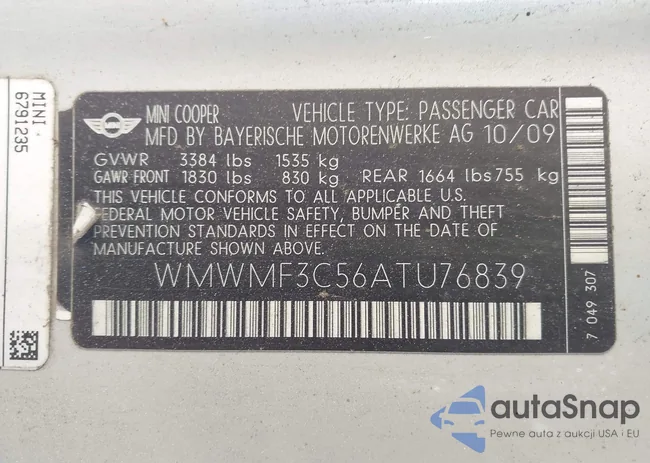 MINI
6791235
MINI COOPER VEHICLE TYPE: PASSENGER CAR
MFD BY BAYERISCHE MOTORENWERKE AG 10/09
GVWR 3384 lbs 1535 kg
GAWR FRONT 1830 lbs 830 kg REAR 1664 lbs 755 kg
THIS VEHICLE CONFORMS TO ALL APPLICABLE U.S.
FEDERAL MOTOR VEHICLE SAFETY, BUMPER AND THEFT
PREVENTION STANDARDS IN EFFECT ON THE DATE OF
MANUFACTURE SHOWN ABOVE.
WMWMF3C56ATU76839
7 049 307
autaSnap
Pewne auta z aukcji USA i EU